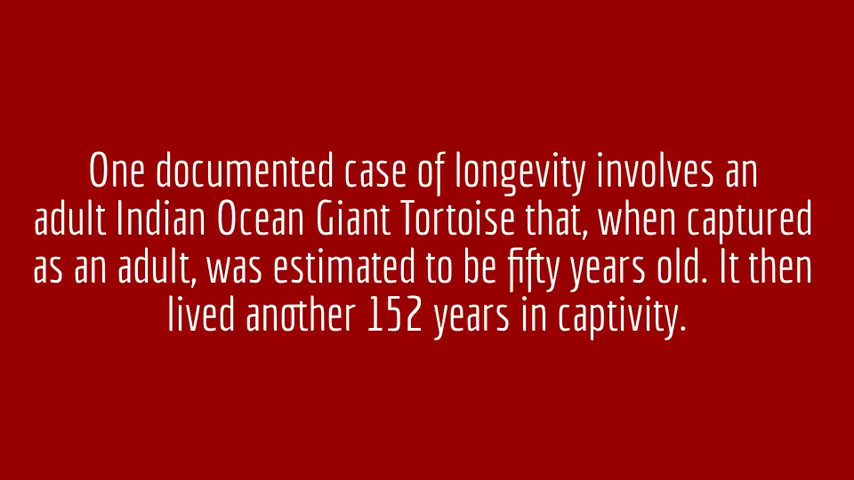 One documented case of longevity involves an
adult Indian Ocean Giant Tortoise that, when captured
as an adult, was estimated to be fifty years old. It then
lived another 152 years in captivity.